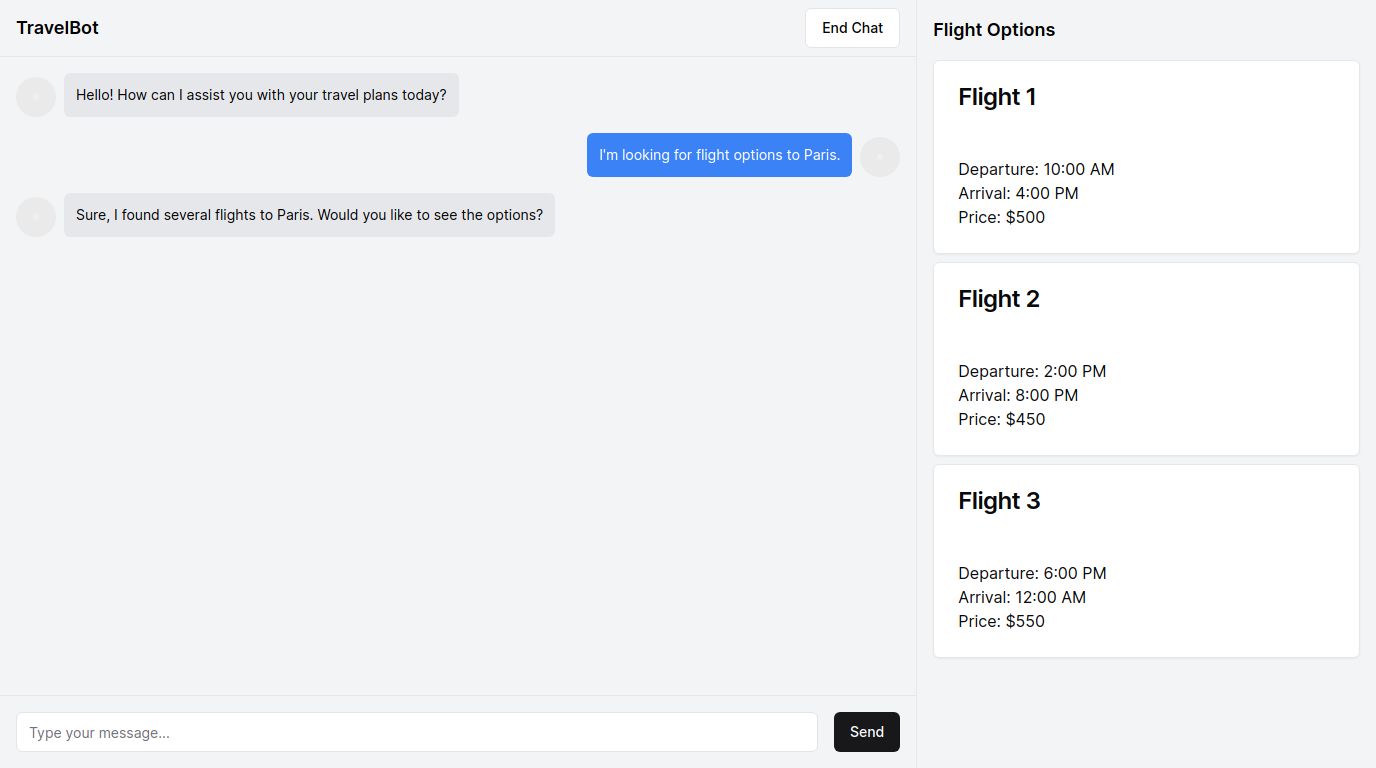 TravelBot
End Chat
Hello! How can I assist you with your travel plans today?
I'm looking for flight options to Paris.
Sure, I found several flights to Paris. Would you like to see the options?
Type your message...
Send
Flight Options
Flight 1
Departure: 10:00 AM
Arrival: 4:00 PM
Price: $500
Flight 2
Departure: 2:00 PM
Arrival: 8:00 PM
Price: $450
Flight 3
Departure: 6:00 PM
Arrival: 12:00 AM
Price: $550